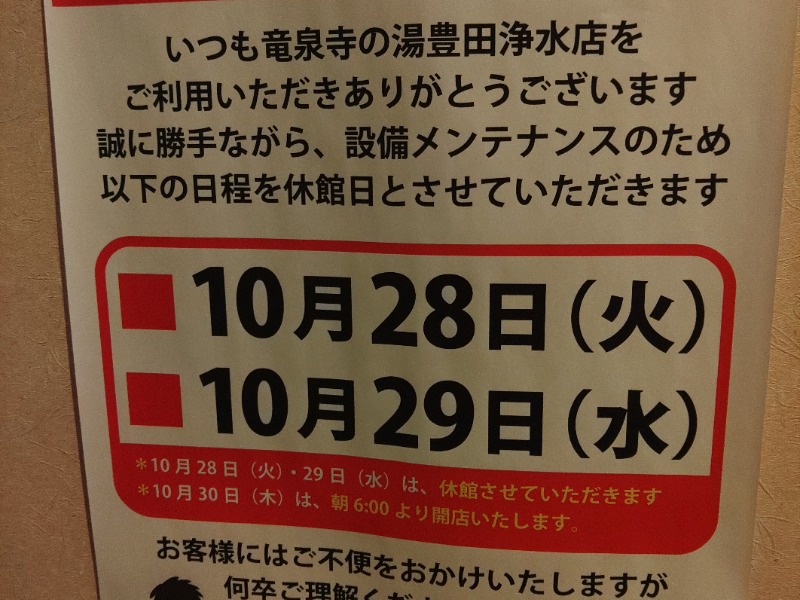 いつも竜泉寺の湯豊田浄水店を
ご利用いただきありがとうございます
誠に勝手ながら、設備メンテナンスのため
以下の日程を休館日とさせていただきます
■10月28日(火)
■10月29日(水)
＊10月28日（火）・29日（水）は、休館させていただきます
＊10月30日（木）は、朝6:00より開店いたします。
お客様にはご不便をおかけいたしますが
何卒ご理解くだ